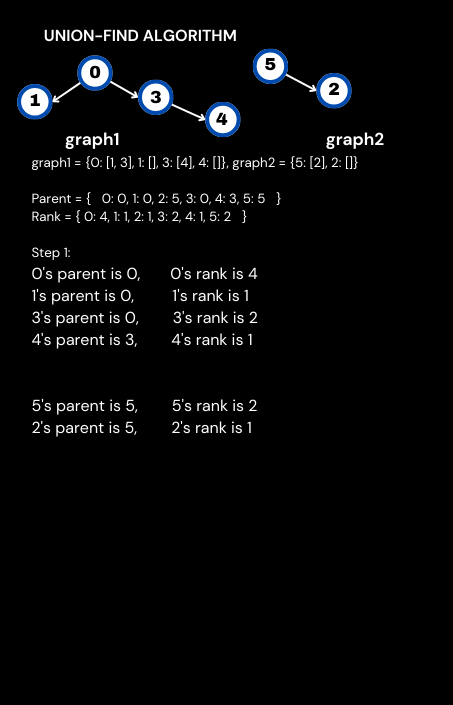 UNION-FIND ALGORITHM
0
5
1
3
2
4
graph1
graph2
graph1 = {0: [1, 3], 1: [], 3: [4], 4: []}, graph2 = {5: [2], 2: []}
Parent = { 0: 0, 1: 0, 2: 5, 3: 0, 4: 3, 5: 5 }
Rank = { 0: 4, 1: 1, 2: 1, 3: 2, 4: 1, 5: 2 }
Step 1:
0's parent is 0, 0's rank is 4
1's parent is 0, 1's rank is 1
3's parent is 0, 3's rank is 2
4's parent is 3, 4's rank is 1
5's parent is 5, 5's rank is 2
2's parent is 5, 2's rank is 1